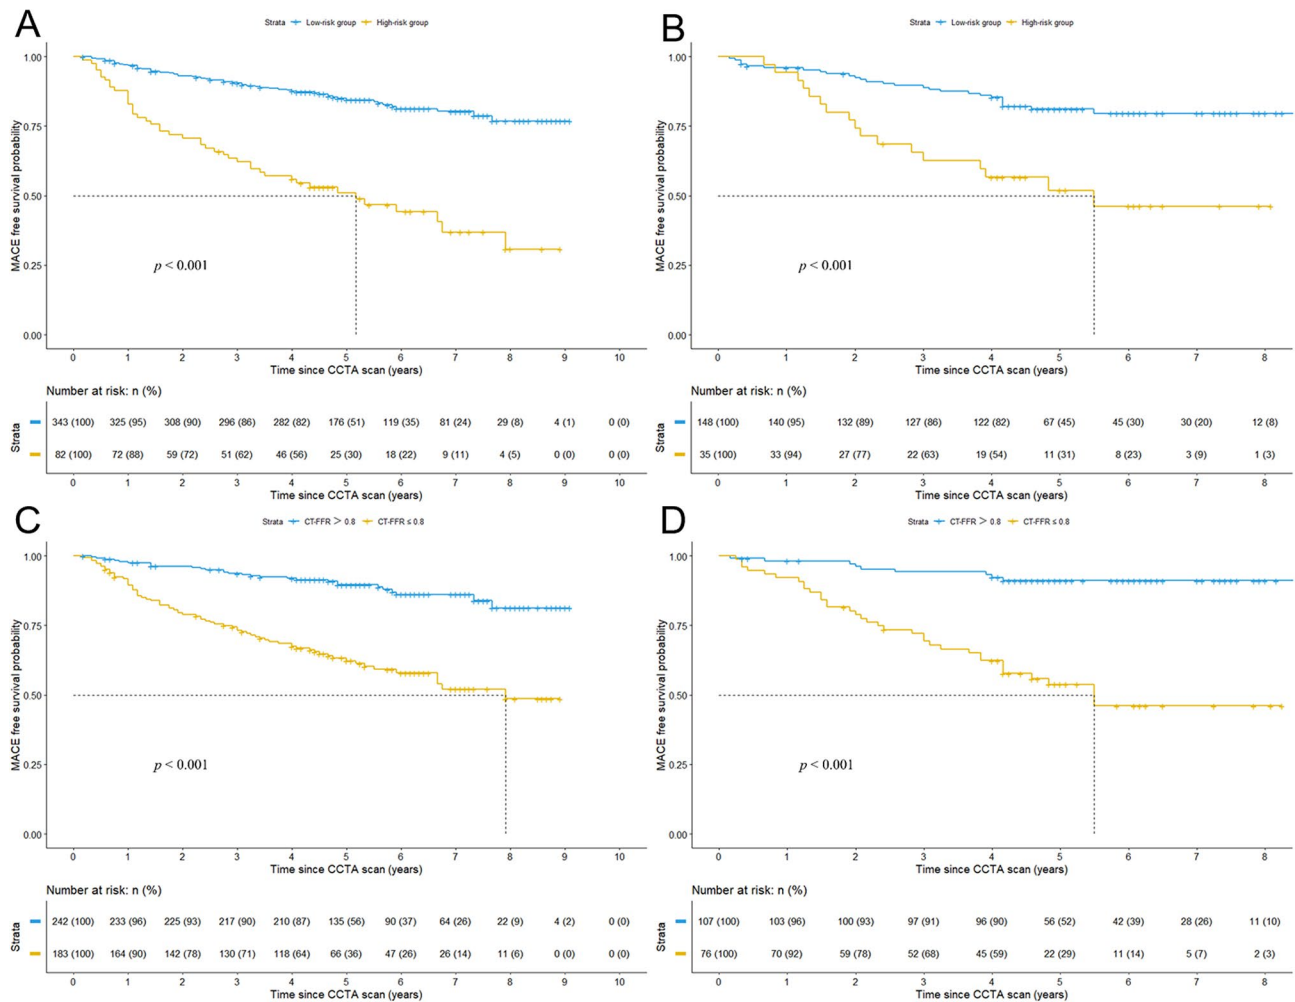 A
Strata Low-risk group High-risk group
MACE free survival probability
1.00
0.75
0.50
0.25
0.00
p < 0.001
0 1 2 3 4 5 6 7 8 9 10
Time since CCTA scan (years)
Number at risk: n (%)
Strata
343 (100) 325 (95) 308 (90) 296 (86) 282 (82) 176 (51) 119 (35) 81 (24) 29 (8) 4 (1) 0 (0)
82 (100) 72 (88) 59 (72) 51 (62) 46 (56) 25 (30) 18 (22) 9 (11) 4 (5) 0 (0) 0 (0)
0 1 2 3 4 5 6 7 8 9 10
Time since CCTA scan (years)
B
Strata Low-risk group High-risk group
MACE free survival probability
1.00
0.75
0.50
0.25
0.00
p < 0.001
0 1 2 3 4 5 6 7 8
Time since CCTA scan (years)
Number at risk: n (%)
Strata
148 (100) 140 (95) 132 (89) 127 (86) 122 (82) 67 (45) 45 (30) 30 (20) 12 (8)
35 (100) 33 (94) 27 (77) 22 (63) 19 (54) 11 (31) 8 (23) 3 (9) 1 (3)
0 1 2 3 4 5 6 7 8
Time since CCTA scan (years)
C
Strata CT-FFR > 0.8 CT-FFR ≤ 0.8
MACE free survival probability
1.00
0.75
0.50
0.25
0.00
p < 0.001
0 1 2 3 4 5 6 7 8 9 10
Time since CCTA scan (years)
Number at risk: n (%)
Strata
242 (100) 233 (96) 225 (93) 217 (90) 210 (87) 135 (56) 90 (37) 64 (26) 22 (9) 4 (2) 0 (0)
183 (100) 164 (90) 142 (78) 130 (71) 118 (64) 66 (36) 47 (26) 26 (14) 11 (6) 0 (0) 0 (0)
0 1 2 3 4 5 6 7 8 9 10
Time since CCTA scan (years)
D
Strata CT-FFR > 0.8 CT-FFR ≤ 0.8
MACE free survival probability
1.00
0.75
0.50
0.25
0.00
p < 0.001
0 1 2 3 4 5 6 7 8
Time since CCTA scan (years)
Number at risk: n (%)
Strata
107 (100) 103 (96) 100 (93) 97 (91) 96 (90) 56 (52) 42 (39) 28 (26) 11 (10)
76 (100) 70 (92) 59 (78) 52 (68) 45 (59) 22 (29) 11 (14) 5 (7) 2 (3)
0 1 2 3 4 5 6 7 8
Time since CCTA scan (years)